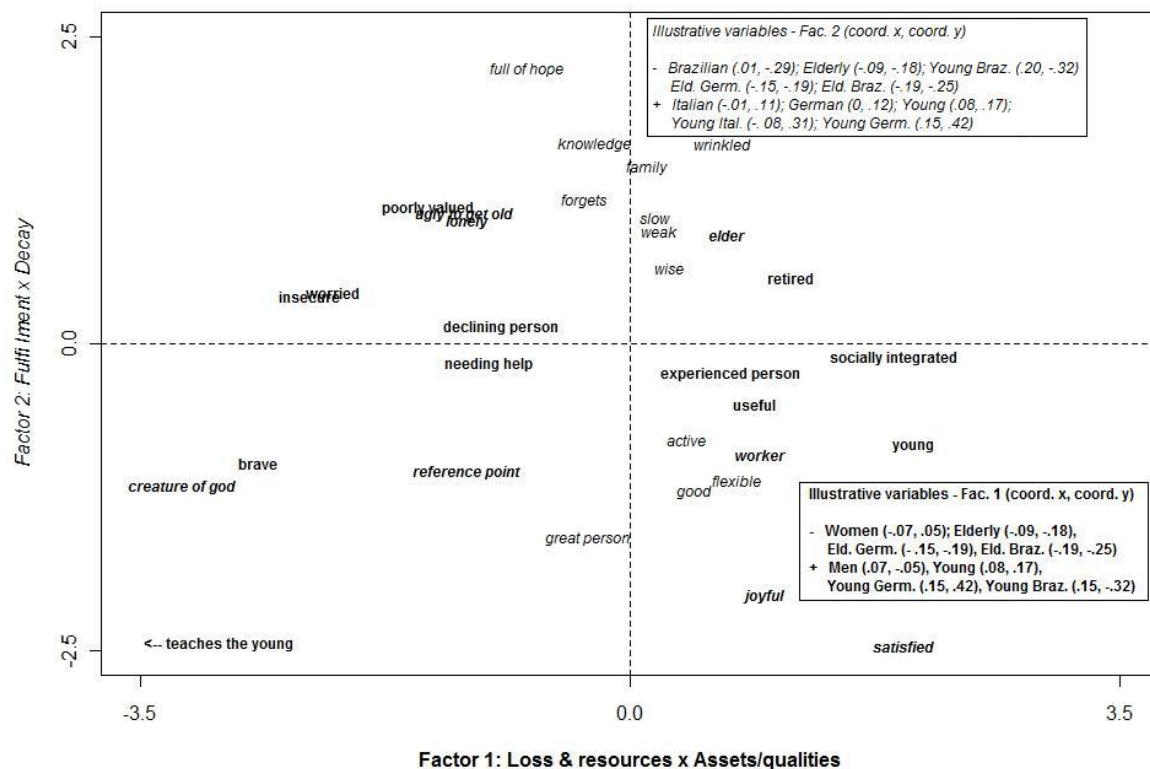 2.5
Illustrative variables - Fac. 2 (coord. x, coord. y)
- Brazilian (.01, -.29); Elderly (-.09, -.18); Young Braz. (.20, -.32)
Eld. Germ. (-.15, -.19); Eld. Braz. (-.19, -.25)
+ Italian (-.01, .11); German (0, .12); Young (.08, .17);
Young Ital. (-. 08, .31); Young Germ. (.15, .42)
full of hope
knowledge
wrinkled
family
forgets
poorly valued
ugly to get old
lonely
slow
weak
elder
wise
retired
worried
insecure
declining person
0.0
Factor 2: Fulfi lment x Decay
needing help
socially integrated
experienced person
useful
active
young
worker
brave
reference point
creature of god
flexible
good
Illustrative variables - Fac. 1 (coord. x, coord. y)
- Women (-.07, .05); Elderly (-.09, -.18),
Eld. Germ. (- .15, -.19), Eld. Braz. (-.19, -.25)
+ Men (.07, -.05), Young (.08, .17),
Young Germ. (.15, .42), Young Braz. (.15, -.32)
great person
joyful
<-- teaches the young
satisfied
-2.5
-3.5
0.0
3.5
Factor 1: Loss & resources x Assets/qualities